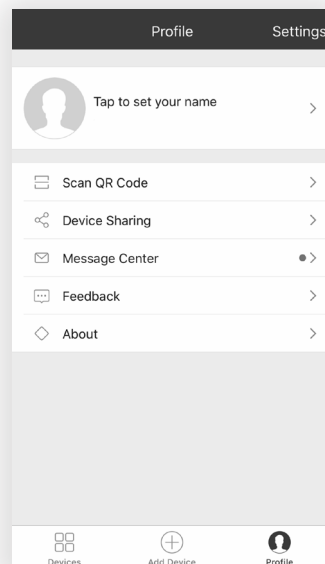 Profile
Settings
Tap to set your name
Scan QR Code
Device Sharing
Message Center
Feedback
About
Devices
Add Device
Profile